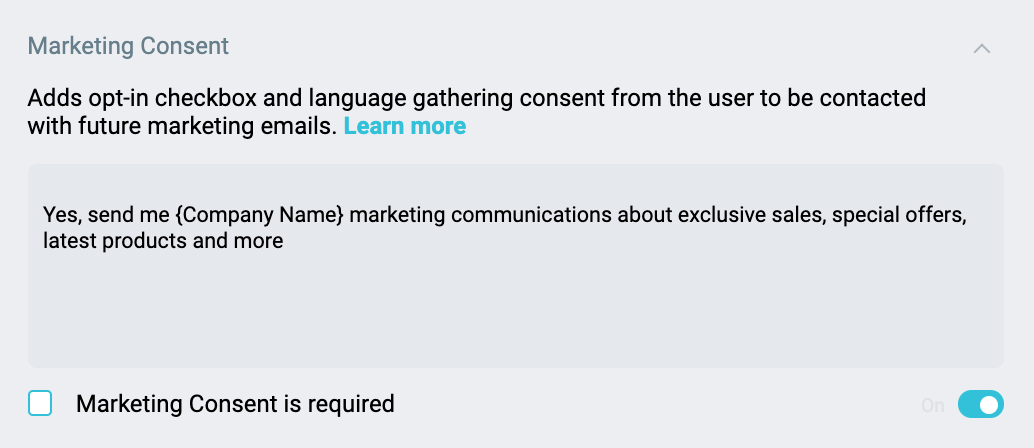 Marketing Consent
Adds opt-in checkbox and language gathering consent from the user to be contacted
with future marketing emails. Learn more
Yes, send me {Company Name} marketing communications about exclusive sales, special offers,
latest products and more
Marketing Consent is required
On